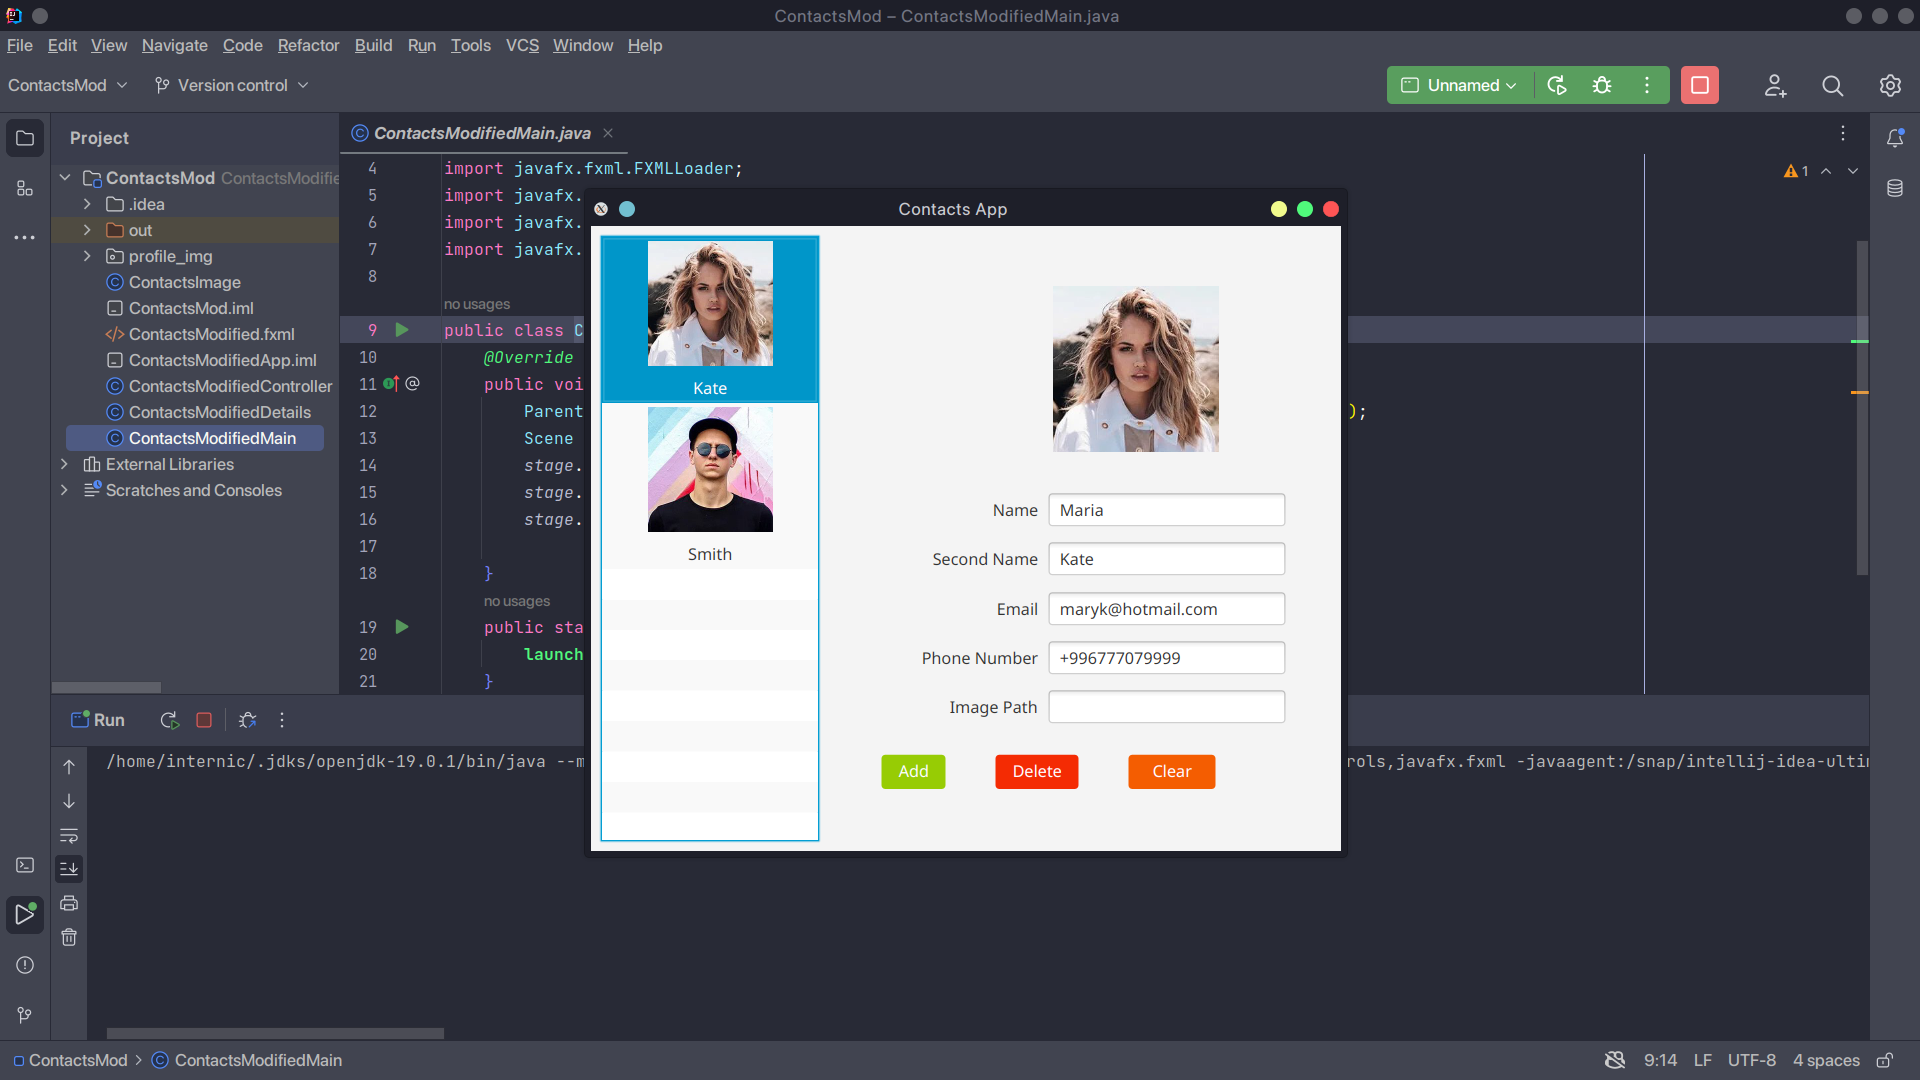 ContactsMod – ContactsModifiedMain.java
File Edit View Navigate Code Refactor Build Run Tools VCS Window Help
ContactsMod Version control Unnamed
Project
ContactsMod ContactsModifie
.idea
out
profile_img
ContactsImage
ContactsMod.iml
ContactsModified.fxml
ContactsModifiedApp.iml
ContactsModifiedController
ContactsModifiedDetails
ContactsModifiedMain
External Libraries
Scratches and Consoles
ContactsModifiedMain.java
1
4 import javafx.fxml.FXMLLoader;
5 import javafx.
6 import javafx.
7 import javafx.
8
no usages
9 public class C
10 @Override
11 public voi
12 Parent );
13 Scene
14 stage.
15 stage.
16 stage.
17
18 }
no usages
19 public sta
20 launch
21 }
Contacts App
Kate
Smith
Name Maria
Second Name Kate
Email maryk@hotmail.com
Phone Number +996777079999
Image Path
Add Delete Clear
Run
/home/internic/.jdks/openjdk-19.0.1/bin/java --m rols,javafx.fxml -javaagent:/snap/intellij-idea-ulti
ContactsMod ContactsModifiedMain
9:14 LF UTF-8 4 spaces